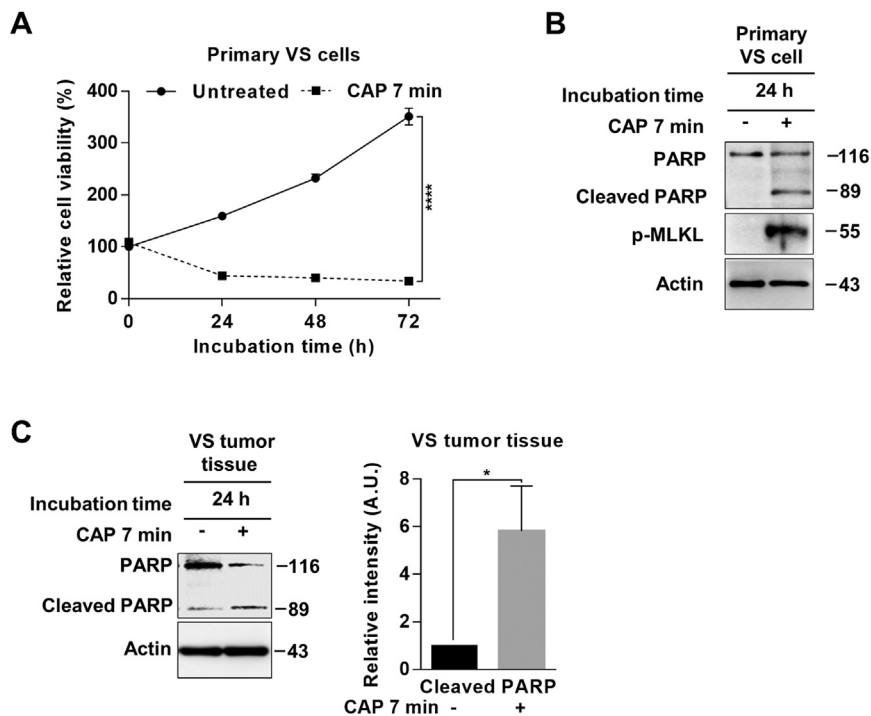 A
Primary VS cells
Untreated
CAP 7 min
Relative cell viability (%)
400
300
200
100
0
0
24
48
72
Incubation time (h)
****
B
Primary
VS cell
Incubation time
24 h
CAP 7 min
- +
PARP
–116
Cleaved PARP
–89
p-MLKL
–55
Actin
–43
C
VS tumor
tissue
Incubation time
24 h
CAP 7 min
- +
PARP
–116
Cleaved PARP
–89
Actin
–43
VS tumor tissue
Relative intensity (A.U.)
8
6
4
2
0
*
Cleaved PARP
CAP 7 min - +